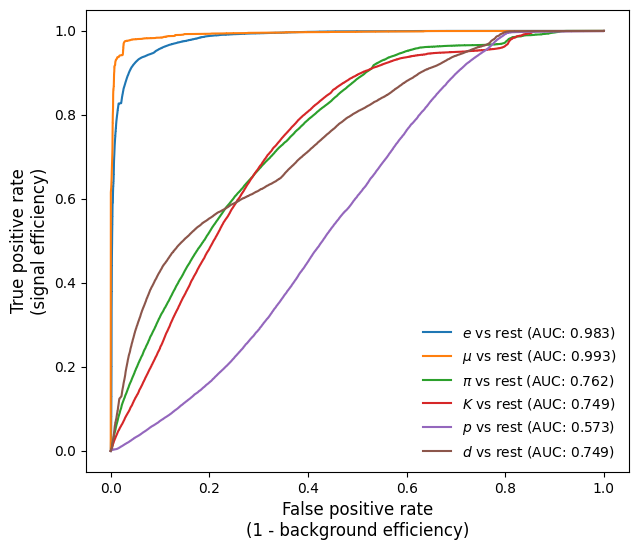 True positive rate
(signal efficiency)
1.0
0.8
0.6
0.4
0.2
0.0
e vs rest (AUC: 0.983)
μ vs rest (AUC: 0.993)
π vs rest (AUC: 0.762)
K vs rest (AUC: 0.749)
p vs rest (AUC: 0.573)
d vs rest (AUC: 0.749)
0.0 0.2 0.4 0.6 0.8 1.0
False positive rate
(1 - background efficiency)